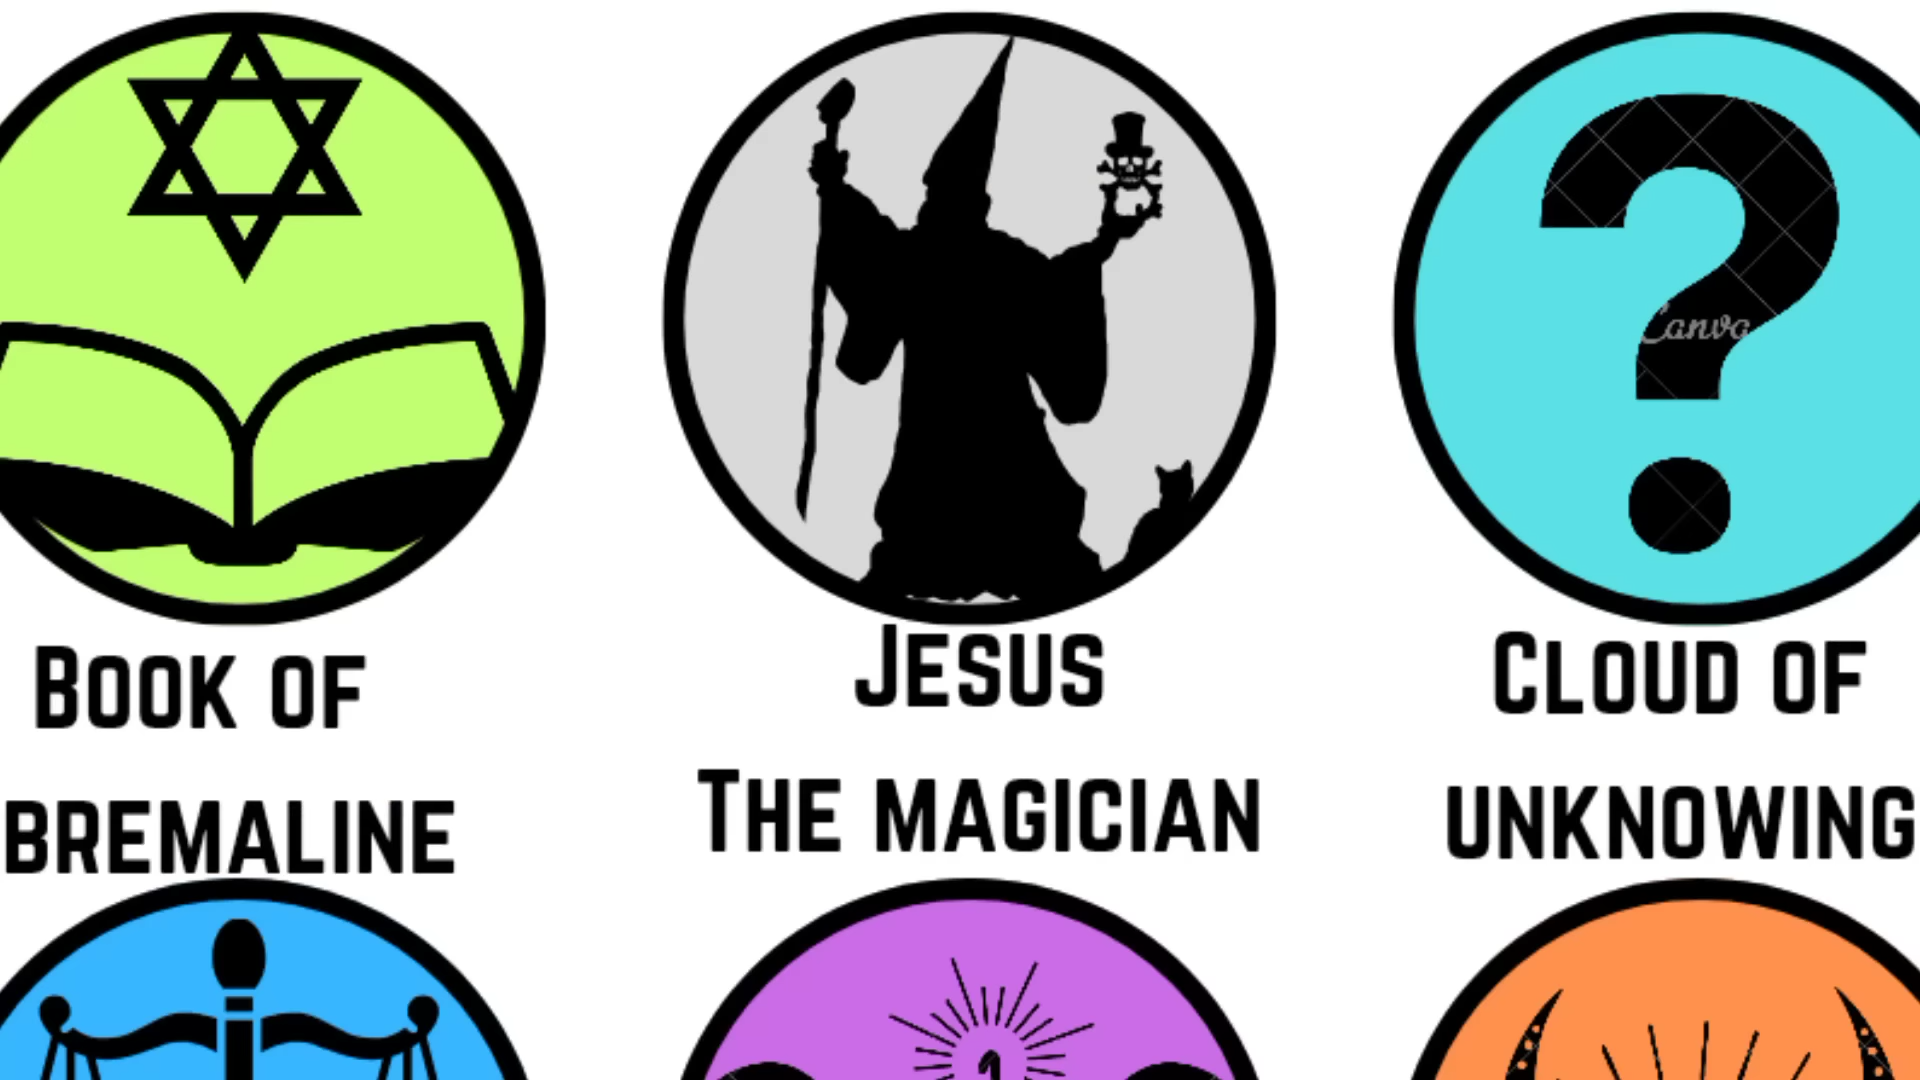 BOOK OF
BREMALINE
JESUS
THE MAGICIAN
Canva
CLOUD OF
UNKNOWING